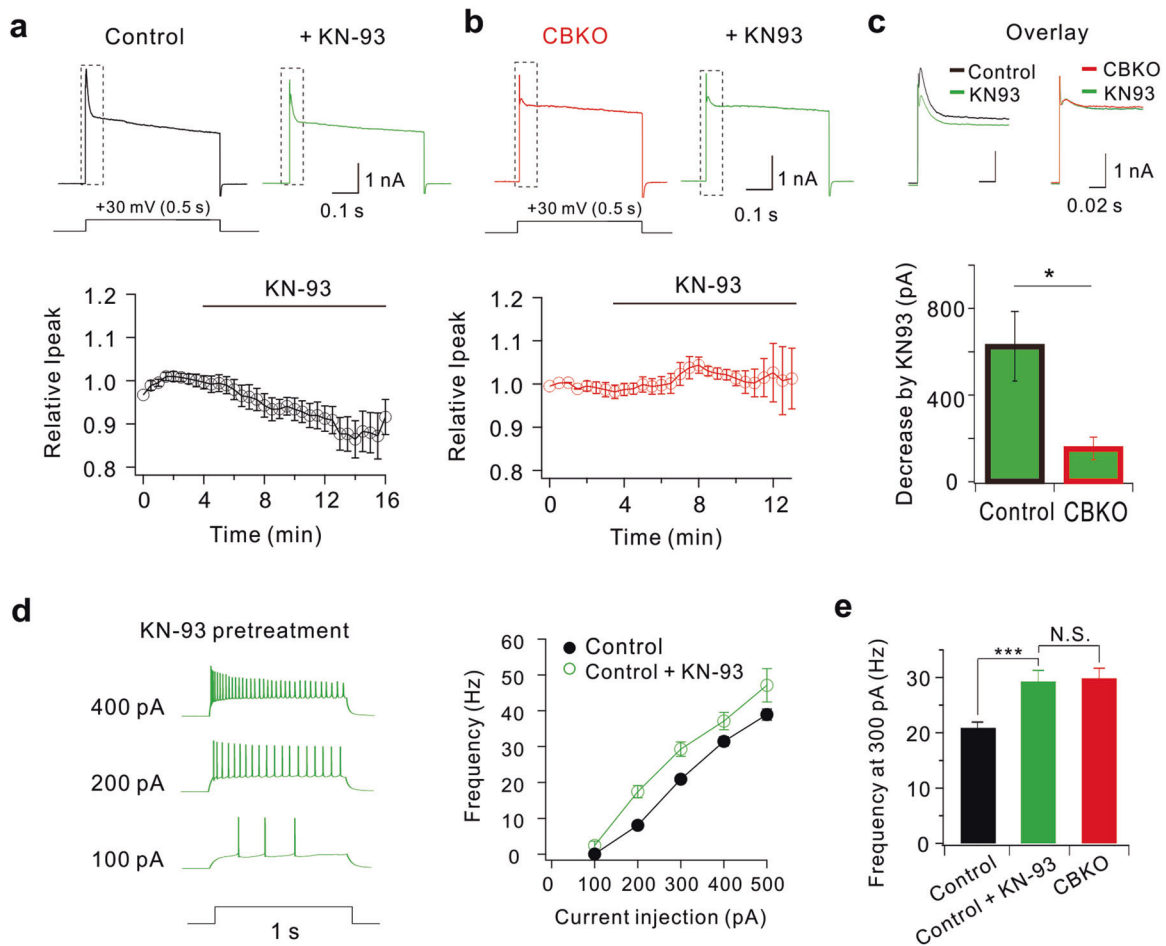 a
Control
+ KN-93
1 nA
+30 mV (0.5 s)
0.1 s
KN-93
1.2
1.1
1.0
0.9
0.8
Relative Ipeak
0
4
8
12
16
Time (min)
b
CBKO
+ KN93
1 nA
+30 mV (0.5 s)
0.1 s
KN-93
1.2
1.1
1.0
0.9
0.8
Relative Ipeak
0
4
8
12
Time (min)
c
Overlay
Control
KN93
CBKO
KN93
1 nA
0.02 s
*
800
400
0
Decrease by KN93 (pA)
Control
CBKO
d
KN-93 pretreatment
400 pA
200 pA
100 pA
1 s
60
50
40
30
20
10
0
Frequency (Hz)
Control
Control + KN-93
0
100
200
300
400
500
Current injection (pA)
e
N.S.
***
30
20
10
0
Frequency at 300 pA (Hz)
Control
Control + KN-93
CBKO